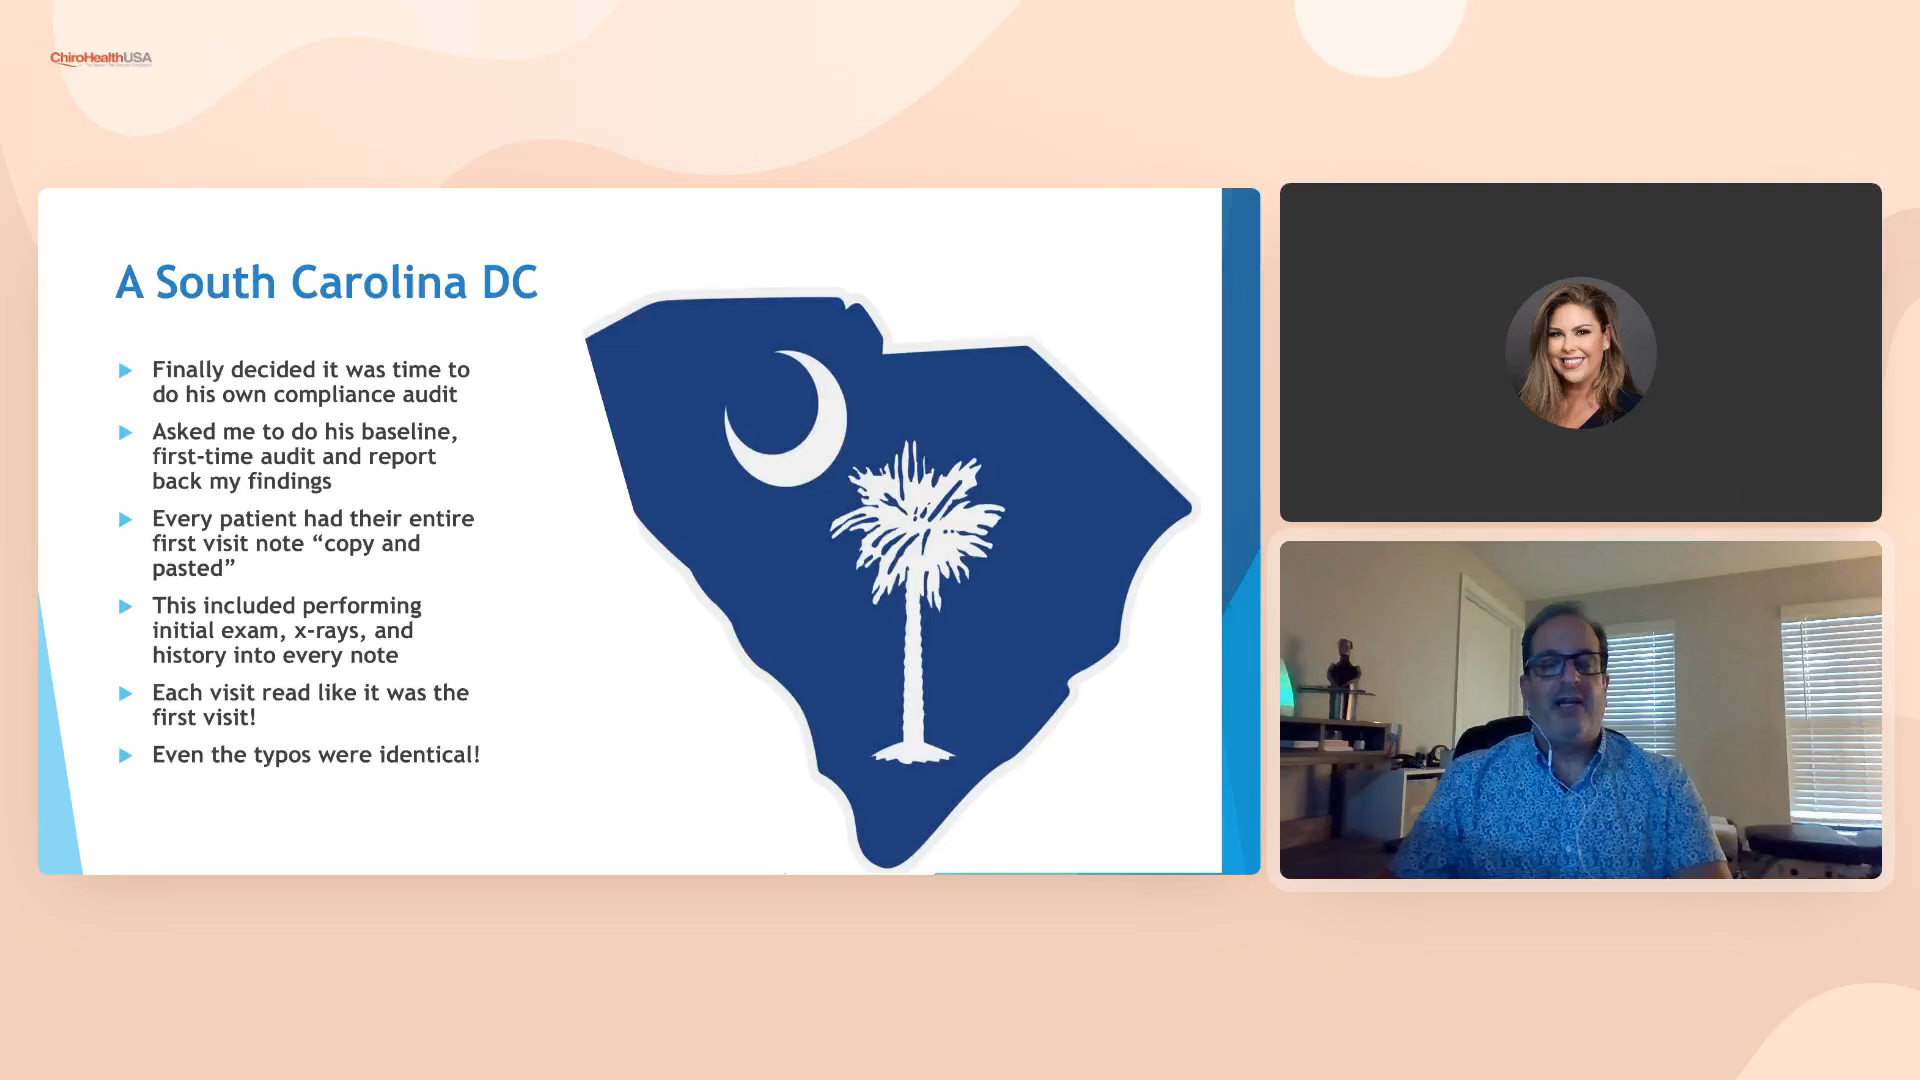 ChiroHealthUSA
A South Carolina DC
Finally decided it was time to
do his own compliance audit
Asked me to do his baseline,
first-time audit and report
back my findings
Every patient had their entire
first visit note “copy and
pasted”
This included performing
initial exam, x-rays, and
history into every note
Each visit read like it was the
first visit!
Even the typos were identical!